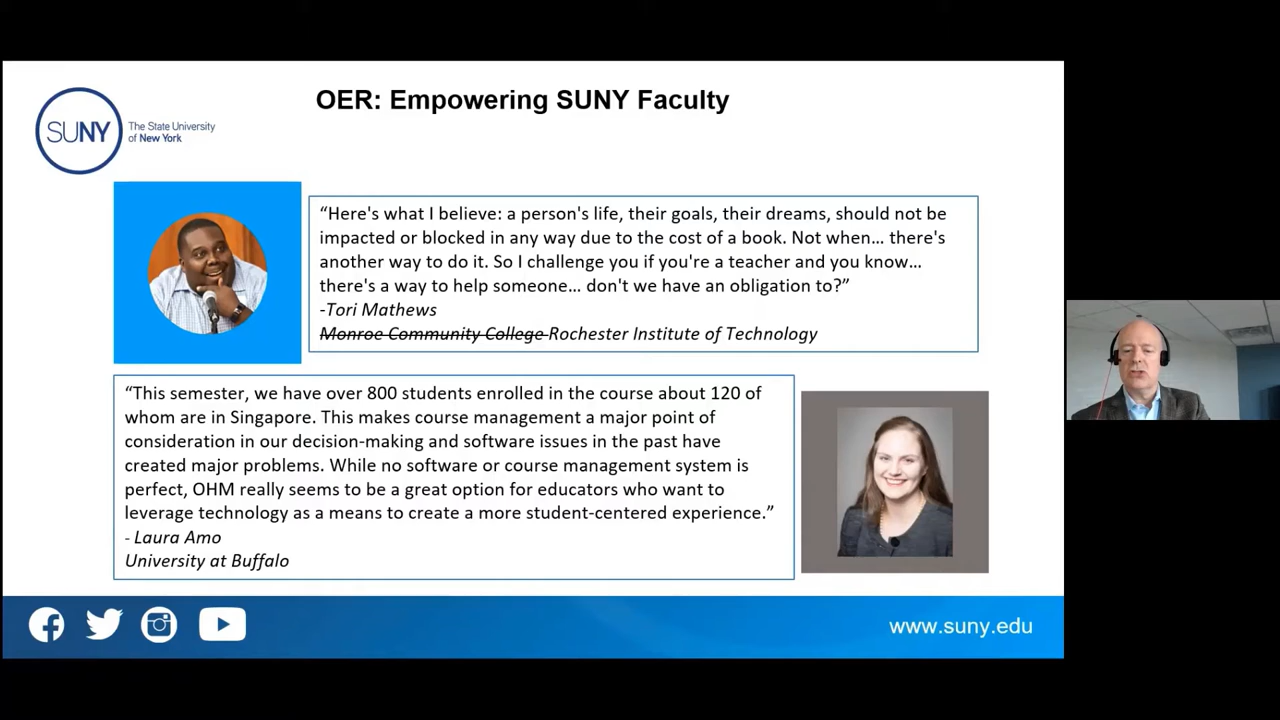 OER: Empowering SUNY Faculty
SUNY
The State University
of New York
“Here's what I believe: a person's life, their goals, their dreams, should not be
impacted or blocked in any way due to the cost of a book. Not when… there's
another way to do it. So I challenge you if you're a teacher and you know…
there's a way to help someone… don't we have an obligation to?”
-Tori Mathews
Monroe Community College Rochester Institute of Technology
“This semester, we have over 800 students enrolled in the course about 120 of
whom are in Singapore. This makes course management a major point of
consideration in our decision-making and software issues in the past have
created major problems. While no software or course management system is
perfect, OHM really seems to be a great option for educators who want to
leverage technology as a means to create a more student-centered experience.”
- Laura Amo
University at Buffalo
www.suny.edu